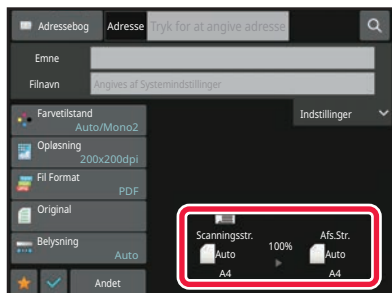 Adressebog Adresse Tryk for at angive adresse
Emne
Filnavn Angives af Systemindstillinger
Farvetilstand
Auto/Mono2
Indstillinger
Opløsning
200x200dpi
Fil Format
PDF
Original
Belysning
Auto
Andet
Scanningsstr. 100% Afs.Str.
Auto Auto
A4 A4